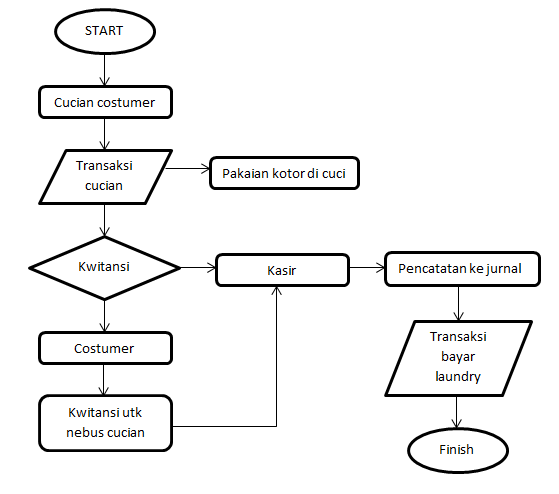 START
Cucian costumer
Transaksi
cucian
Pakaian kotor di cuci
Kwitansi
Kasir
Pencatatan ke jurnal
Costumer
Transaksi
bayar
laundry
Kwitansi utk
nebus cucian
Finish